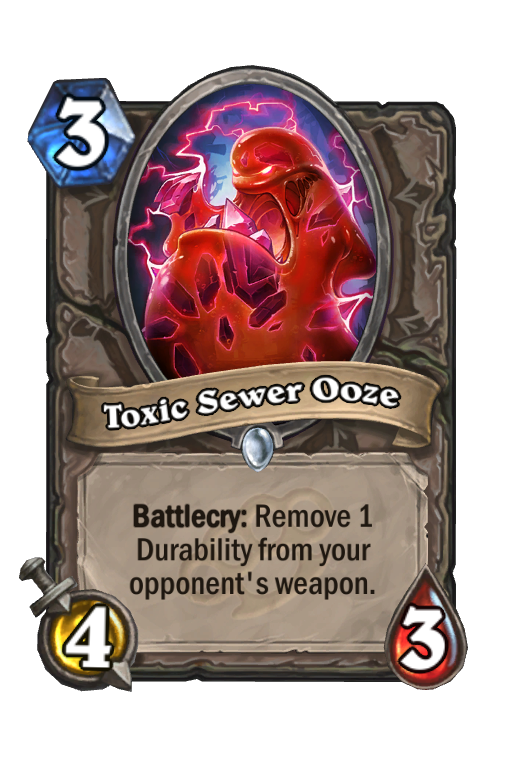 3
Toxic Sewer Ooze
Battlecry: Remove 1
Durability from your
opponent's weapon.
4
3